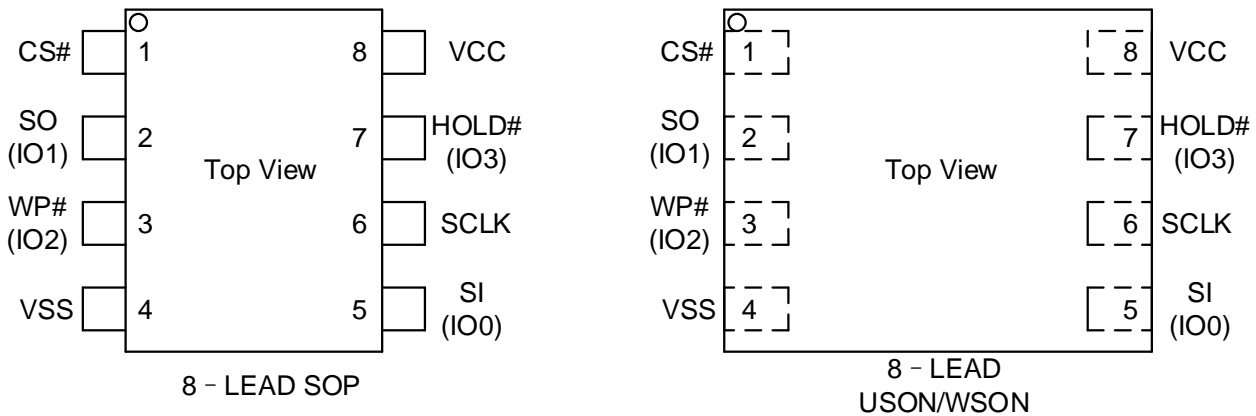 CS#
1
8
VCC
SO
(IO1)
2
7
HOLD#
(IO3)
Top View
WP#
(IO2)
3
6
SCLK
VSS
4
5
SI
(IO0)
8 – LEAD SOP
CS#
1
8
VCC
SO
(IO1)
2
7
HOLD#
(IO3)
Top View
WP#
(IO2)
3
6
SCLK
VSS
4
5
SI
(IO0)
8 – LEAD
USON/WSON